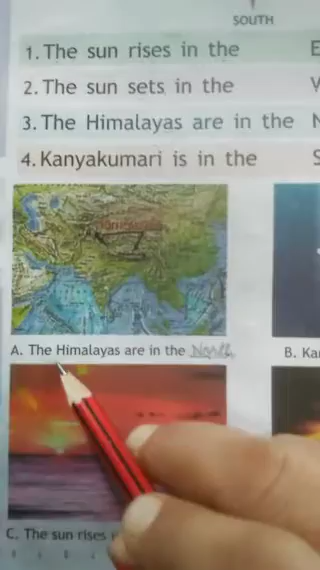 SOUTH
1. The sun rises in the E
2. The sun sets in the
3. The Himalayas are in the N
4. Kanyakumari is in the S
A. The Himalayas are in the North
B. Ka
C. The sun rises